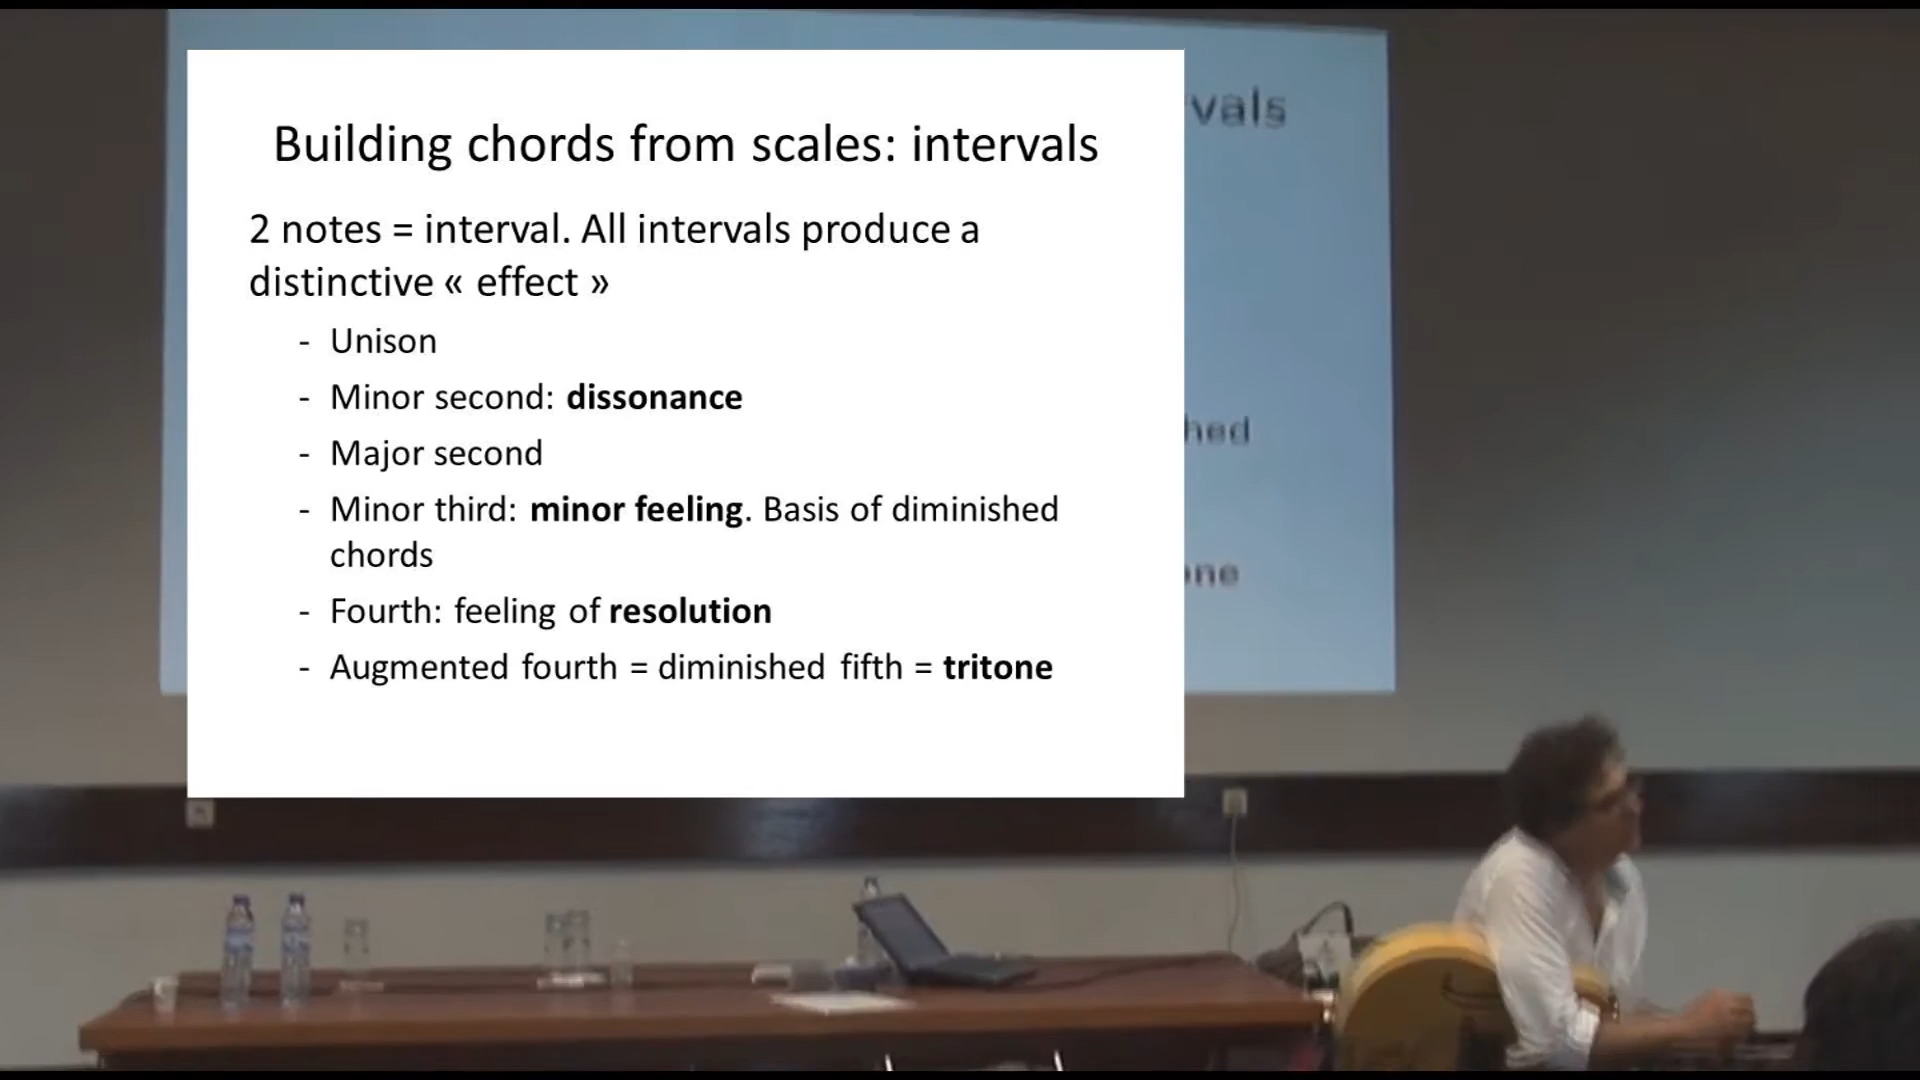 Building chords from scales: intervals
2 notes = interval. All intervals produce a
distinctive « effect »
- Unison
- Minor second: dissonance
- Major second
- Minor third: minor feeling. Basis of diminished
chords
- Fourth: feeling of resolution
- Augmented fourth = diminished fifth = tritone
vals
hed
ne